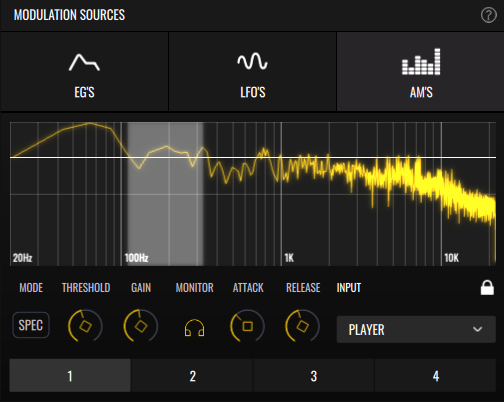 MODULATION SOURCES ?
EG'S LFO'S AM'S
20Hz 100Hz 1K 10K
MODE THRESHOLD GAIN MONITOR ATTACK RELEASE INPUT
SPEC PLAYER
1 2 3 4